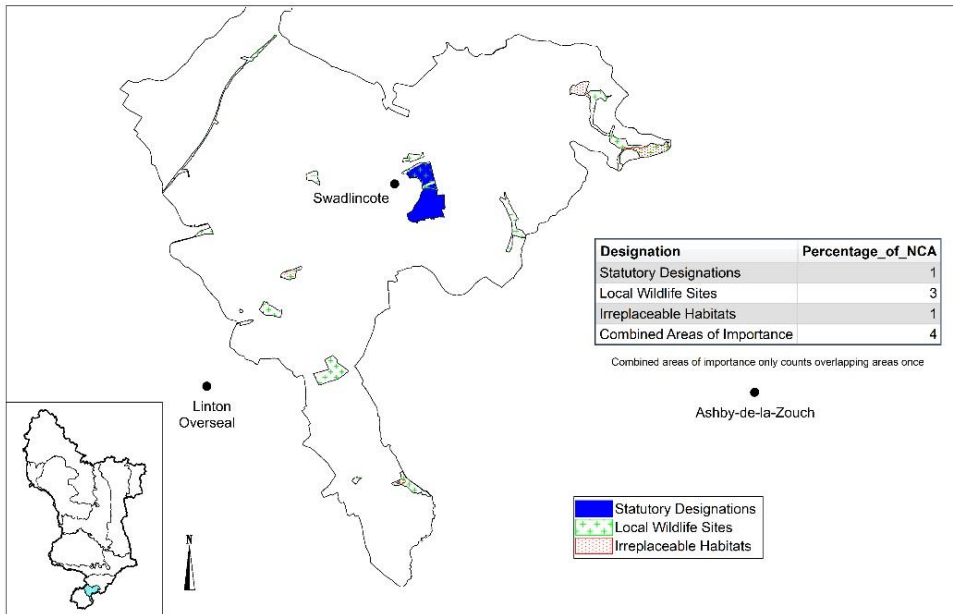 Swadlincote
Designation Percentage_of_NCA
Statutory Designations 1
Local Wildlife Sites 3
Irreplaceable Habitats 1
Combined Areas of Importance 4
Combined areas of importance only counts overlapping areas once
Linton
Overseal
Ashby-de-la-Zouch
N
Statutory Designations
Local Wildlife Sites
Irreplaceable Habitats